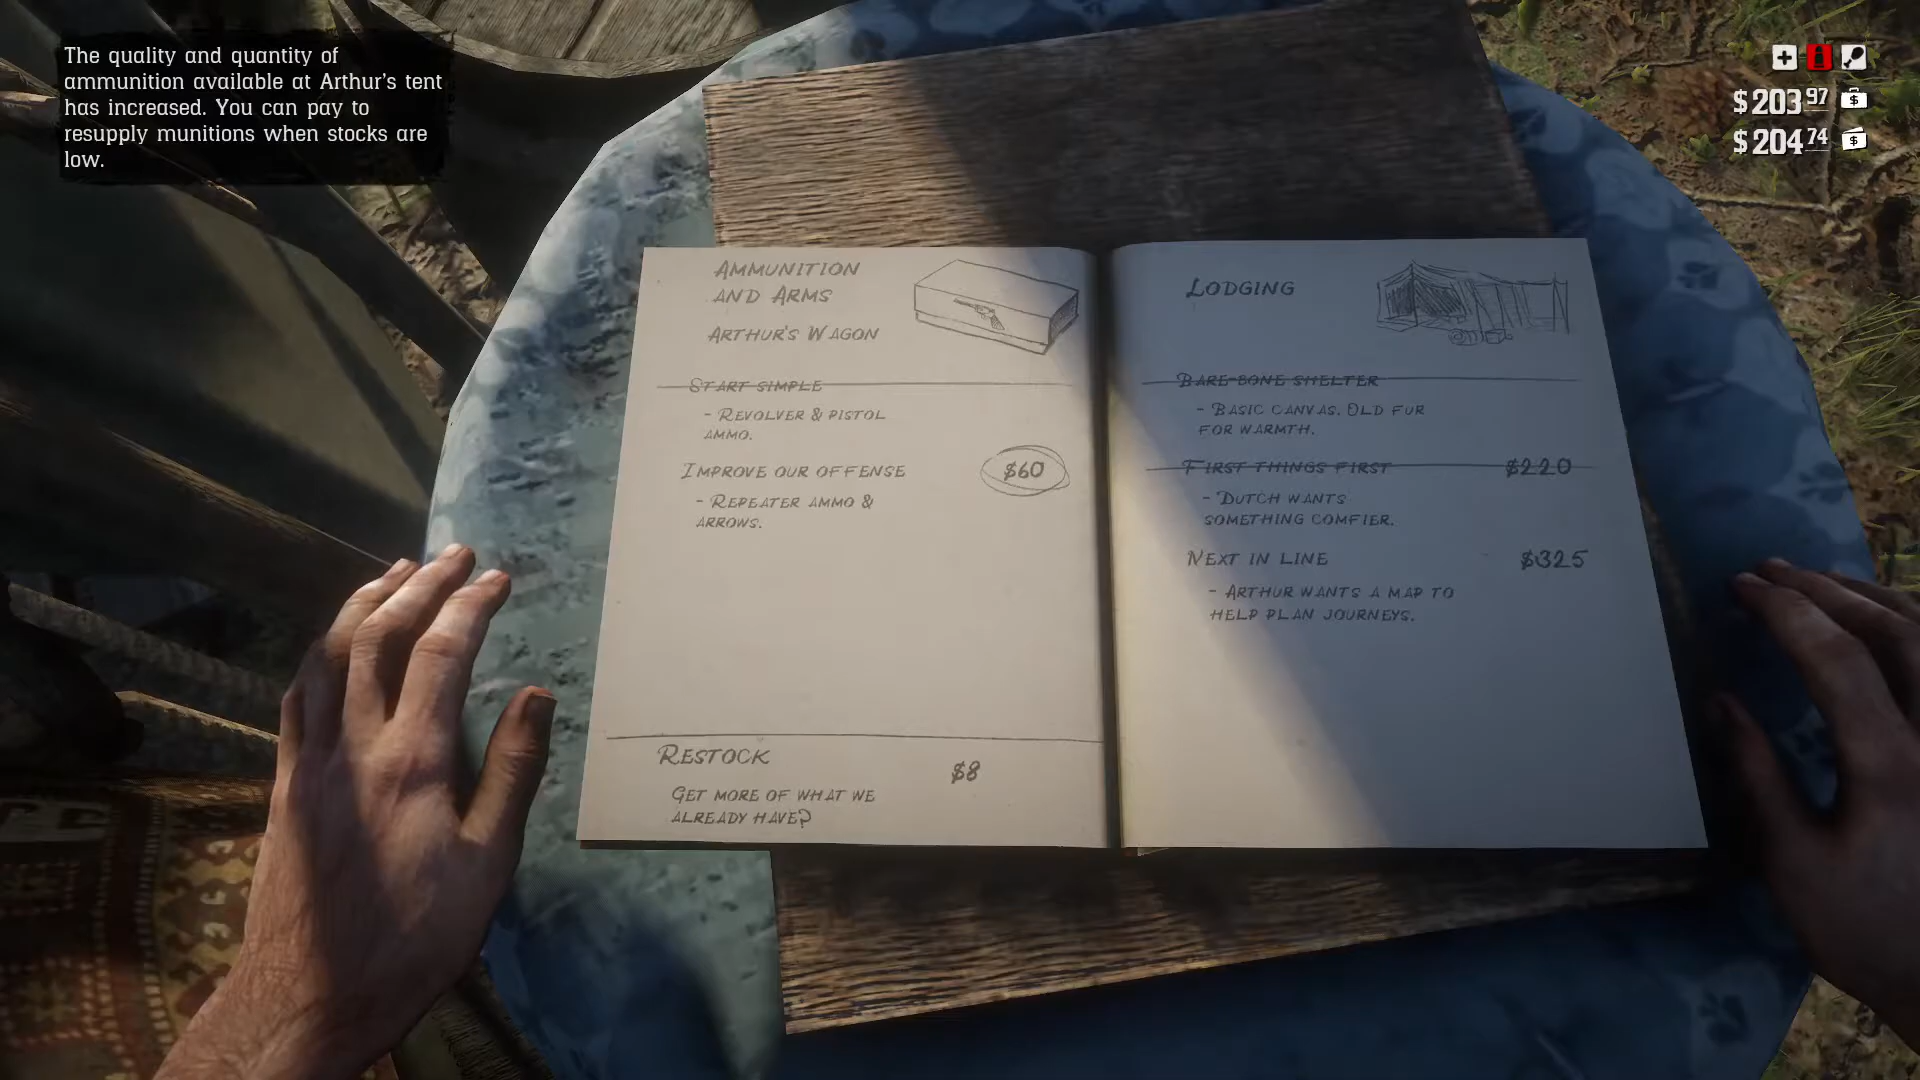 The quality and quantity of
ammunition available at Arthur's tent
has increased. You can pay to
resupply munitions when stocks are
low.
$203.97
$204.74
AMMUNITION
AND ARMS
ARTHUR'S WAGON
START SIMPLE
- REVOLVER & PISTOL
AMMO.
IMPROVE OUR OFFENSE $60
- REPEATER AMMO &
ARROWS.
RESTOCK $8
GET MORE OF WHAT WE
ALREADY HAVE?
LODGING
BARE-BONE SHELTER
- BASIC CANVAS. OLD FUR
FOR WARMTH.
FIRST THINGS FIRST $220
- DUTCH WANTS
SOMETHING COMFIER.
NEXT IN LINE $325
- ARTHUR WANTS A MAP TO
HELP PLAN JOURNEYS.